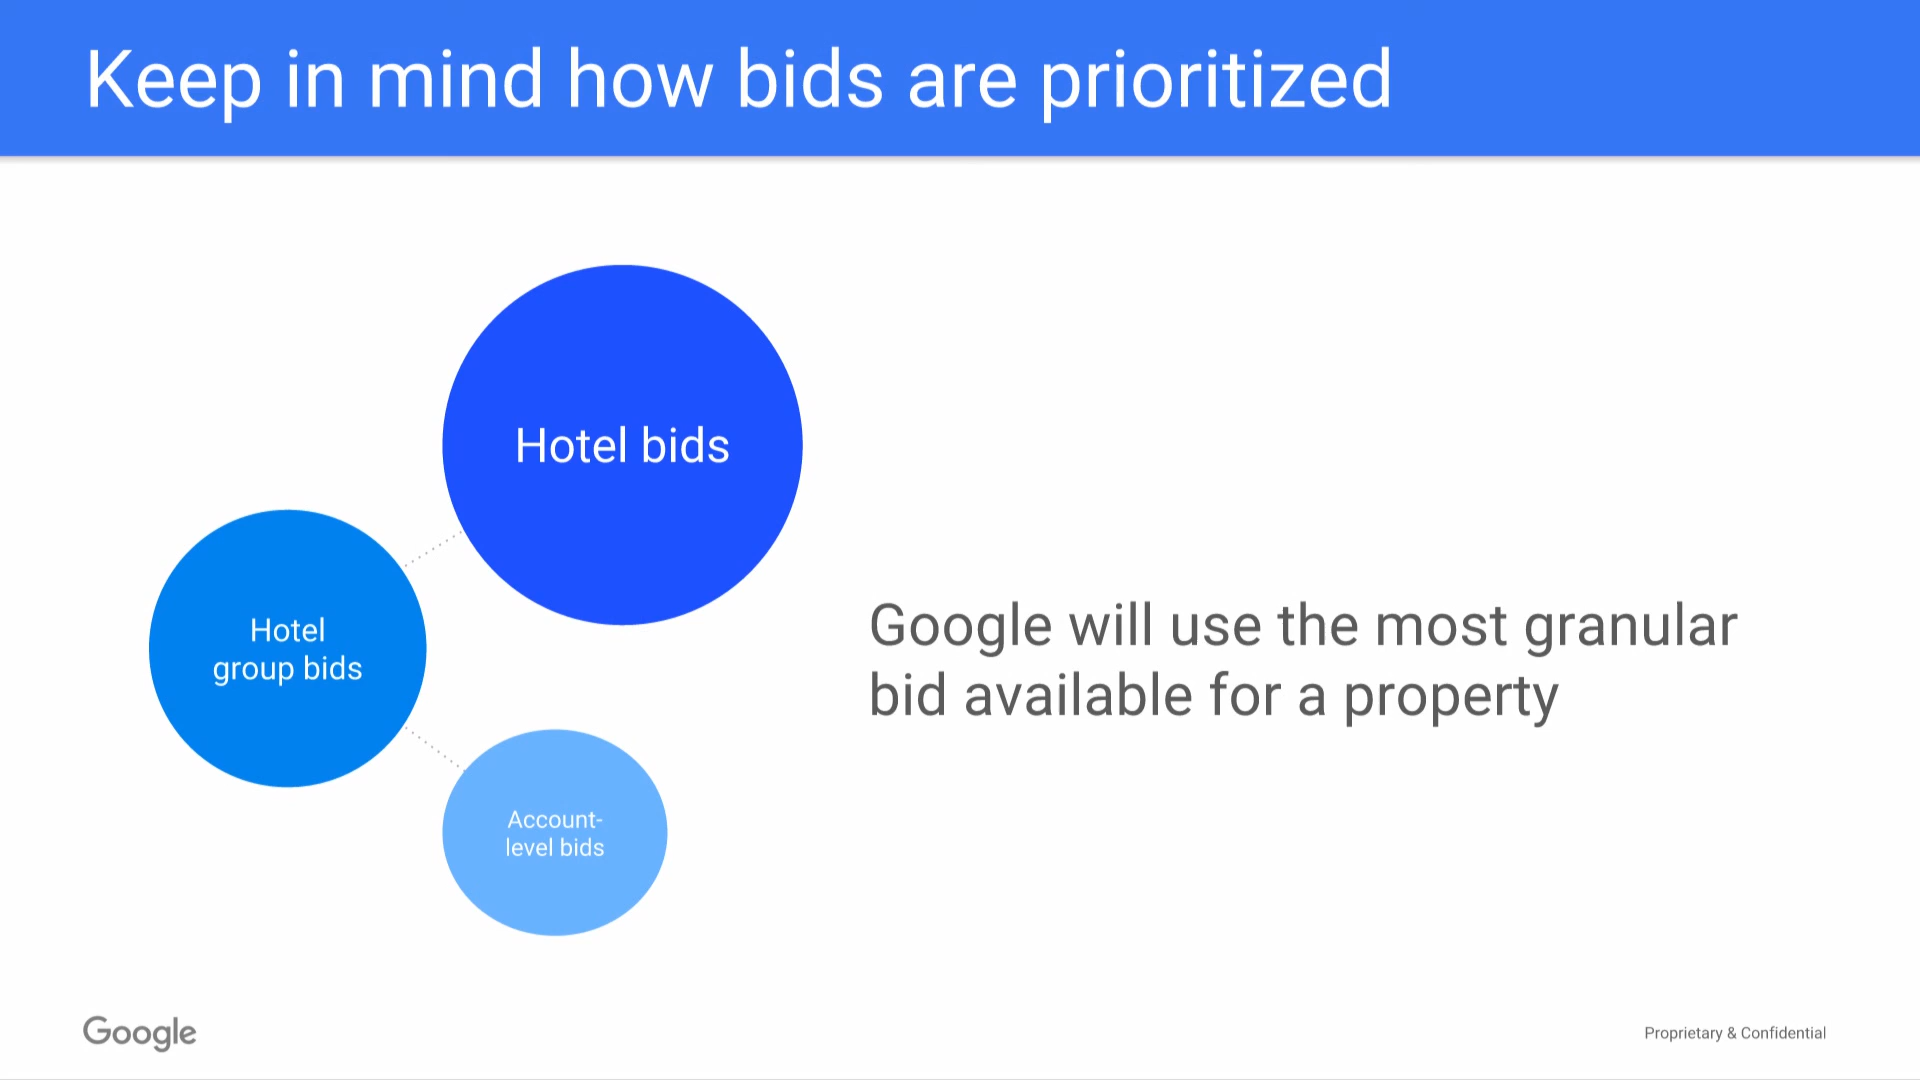 Keep in mind how bids are prioritized
Hotel bids
Hotel
group bids
Account-
level bids
Google will use the most granular
bid available for a property
Google
Proprietary & Confidential